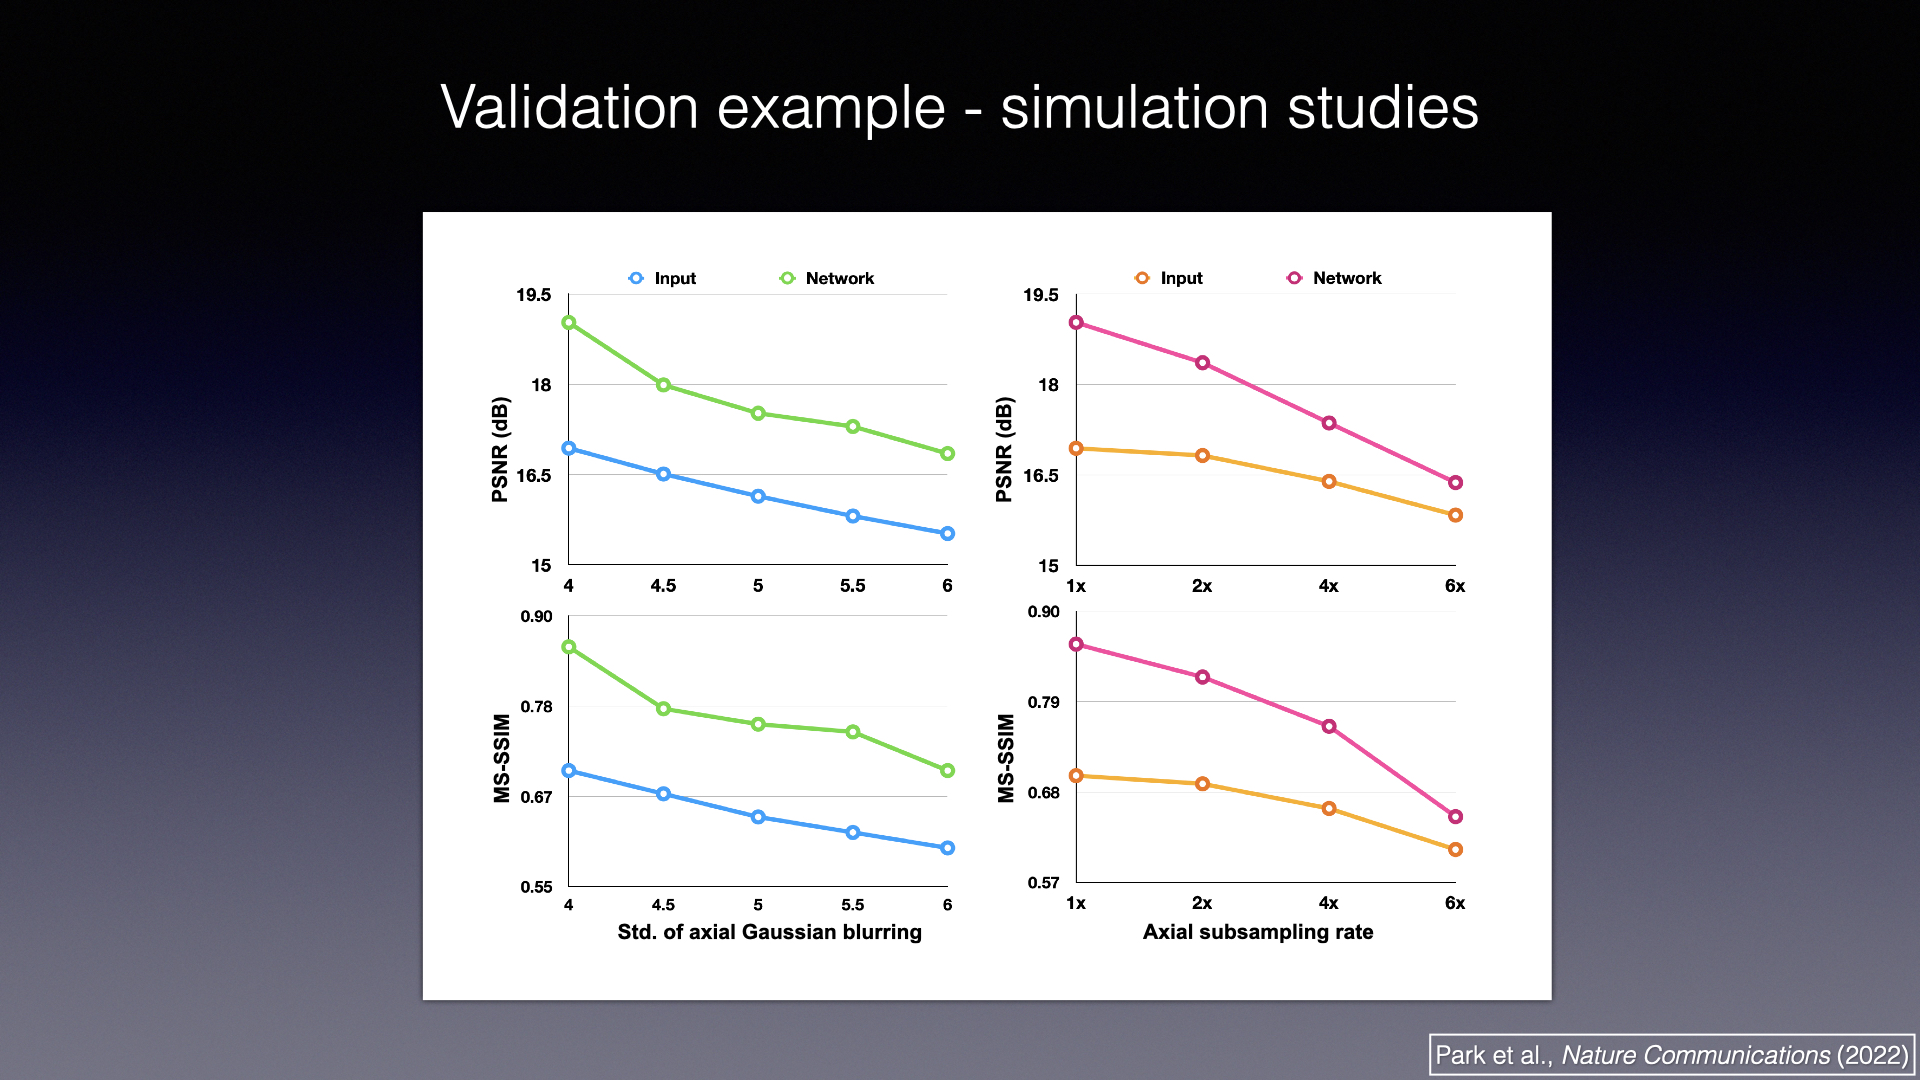 Validation example - simulation studies
Input Network
19.5
18
16.5
15
PSNR (dB)
4 4.5 5 5.5 6
Input Network
19.5
18
16.5
15
PSNR (dB)
1x 2x 4x 6x
0.90
0.78
0.67
0.55
MS-SSIM
4 4.5 5 5.5 6
Std. of axial Gaussian blurring
0.90
0.79
0.68
0.57
MS-SSIM
1x 2x 4x 6x
Axial subsampling rate
Park et al., Nature Communications (2022)